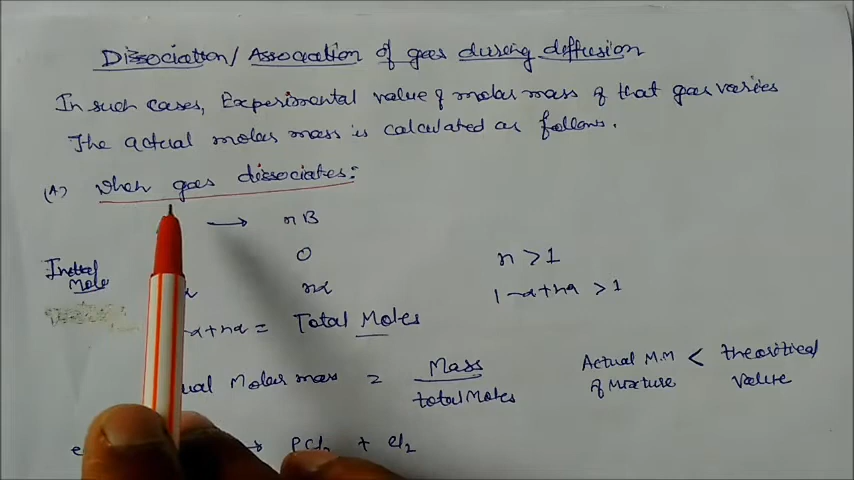 Dissociation/ Association of gas during diffusion
In such cases, Experimental value of molar mass of that gas varies
The actual molar mass is calculated as follows.
(A) When gas dissociates:
→ nB
0 n > 1
Initial Mole
nα 1-α+nα > 1
-α+nα = Total Moles
Molar mass = Mass / total Moles
Actual M.M of Mixture < theoritical value
→ PCl₃ + Cl₂